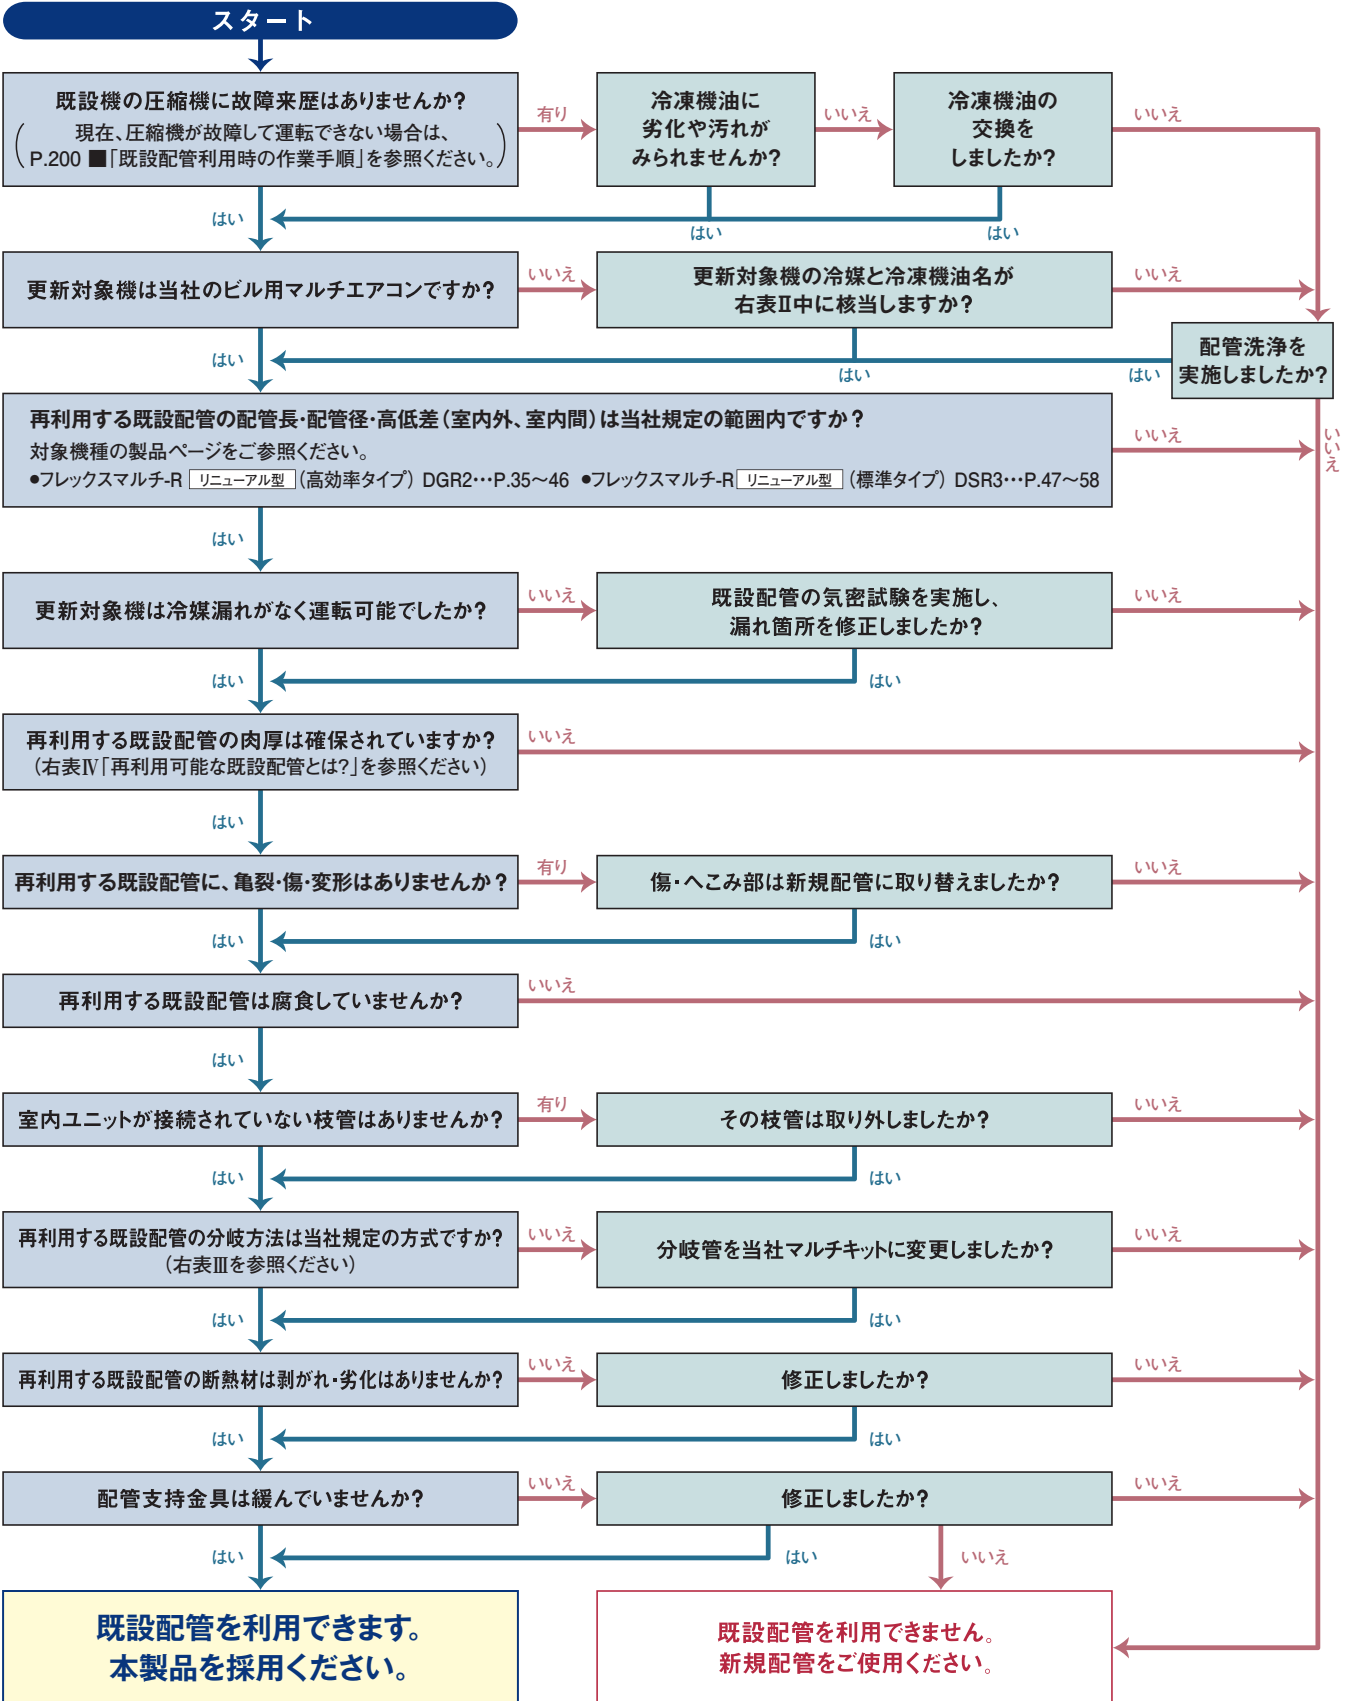 スタート
既設機の圧縮機に故障来歴はありませんか?
現在、圧縮機が故障して運転できない場合は、
P.200 ■「既設配管利用時の作業手順」を参照ください。
有り
冷凍機油に
劣化や汚れが
みられませんか?
いいえ
冷凍機油の
交換を
しましたか?
いいえ
はい
はい
はい
更新対象機は当社のビル用マルチエアコンですか?
いいえ
更新対象機の冷媒と冷凍機油名が
右表Ⅱ中に核当しますか?
いいえ
配管洗浄を
実施しましたか?
はい
はい
はい
いいえ
再利用する既設配管の配管長・配管径・高低差(室内外、室内間)は当社規定の範囲内ですか?
対象機種の製品ページをご参照ください。
●フレックスマルチ-R リニューアル型 (高効率タイプ) DGR2…P.35〜46 ●フレックスマルチ-R リニューアル型 (標準タイプ) DSR3…P.47〜58
いいえ
はい
更新対象機は冷媒漏れがなく運転可能でしたか?
いいえ
既設配管の気密試験を実施し、
漏れ箇所を修正しましたか?
いいえ
はい
はい
再利用する既設配管の肉厚は確保されていますか?
(右表Ⅳ「再利用可能な既設配管とは?」を参照ください)
いいえ
はい
再利用する既設配管に、亀裂・傷・変形はありませんか?
有り
傷・へこみ部は新規配管に取り替えましたか?
いいえ
はい
はい
再利用する既設配管は腐食していませんか?
いいえ
はい
室内ユニットが接続されていない枝管はありませんか?
有り
その枝管は取り外しましたか?
いいえ
はい
はい
再利用する既設配管の分岐方法は当社規定の方式ですか?
(右表Ⅲを参照ください)
いいえ
分岐管を当社マルチキットに変更しましたか?
いいえ
はい
はい
再利用する既設配管の断熱材は剥がれ・劣化はありませんか?
いいえ
修正しましたか?
いいえ
はい
はい
配管支持金具は緩んでいませんか?
いいえ
修正しましたか?
いいえ
はい
はい
いいえ
既設配管を利用できます。
本製品を採用ください。
既設配管を利用できません。
新規配管をご使用ください。